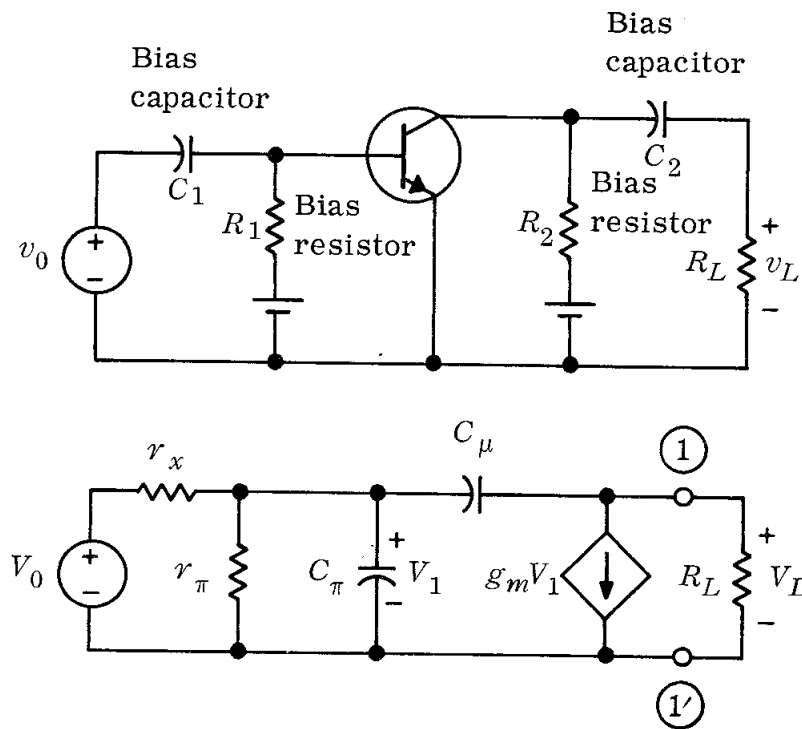 Bias
capacitor
Bias
capacitor
C1
C2
v0
+
−
R1
Bias
resistor
R2
Bias
resistor
RL
+
vL
−
Cμ
1
rx
V0
+
−
rπ
Cπ
+
V1
−
gmV1
RL
+
VL
−
1′